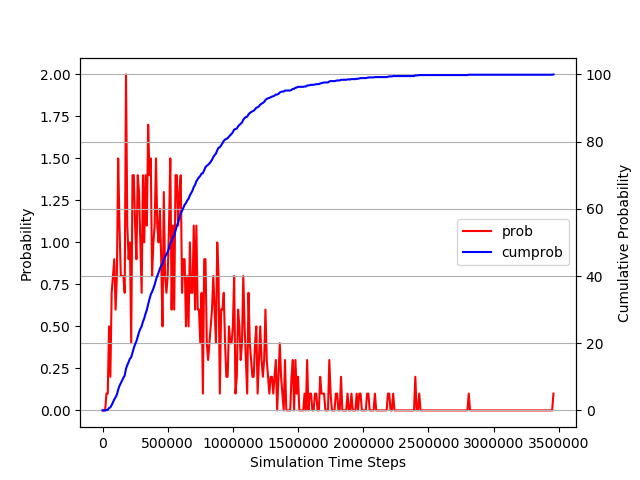 2.00
1.75
1.50
1.25
1.00
0.75
0.50
0.25
0.00
Probability
100
80
60
40
20
0
Cumulative Probability
prob
cumprob
0 500000 1000000 1500000 2000000 2500000 3000000 3500000
Simulation Time Steps